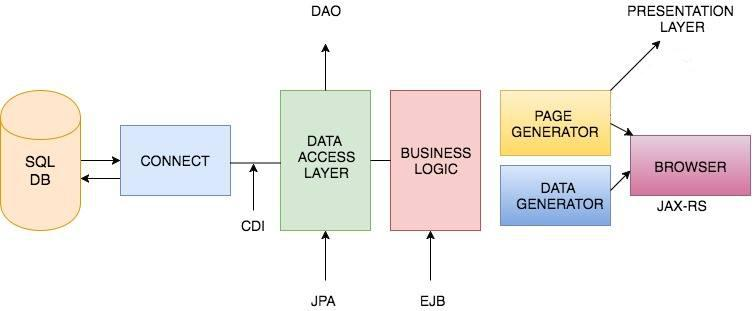 DAO
PRESENTATION
LAYER
SQL
DB
CONNECT
CDI
DATA
ACCESS
LAYER
BUSINESS
LOGIC
PAGE
GENERATOR
DATA
GENERATOR
BROWSER
JAX-RS
JPA
EJB